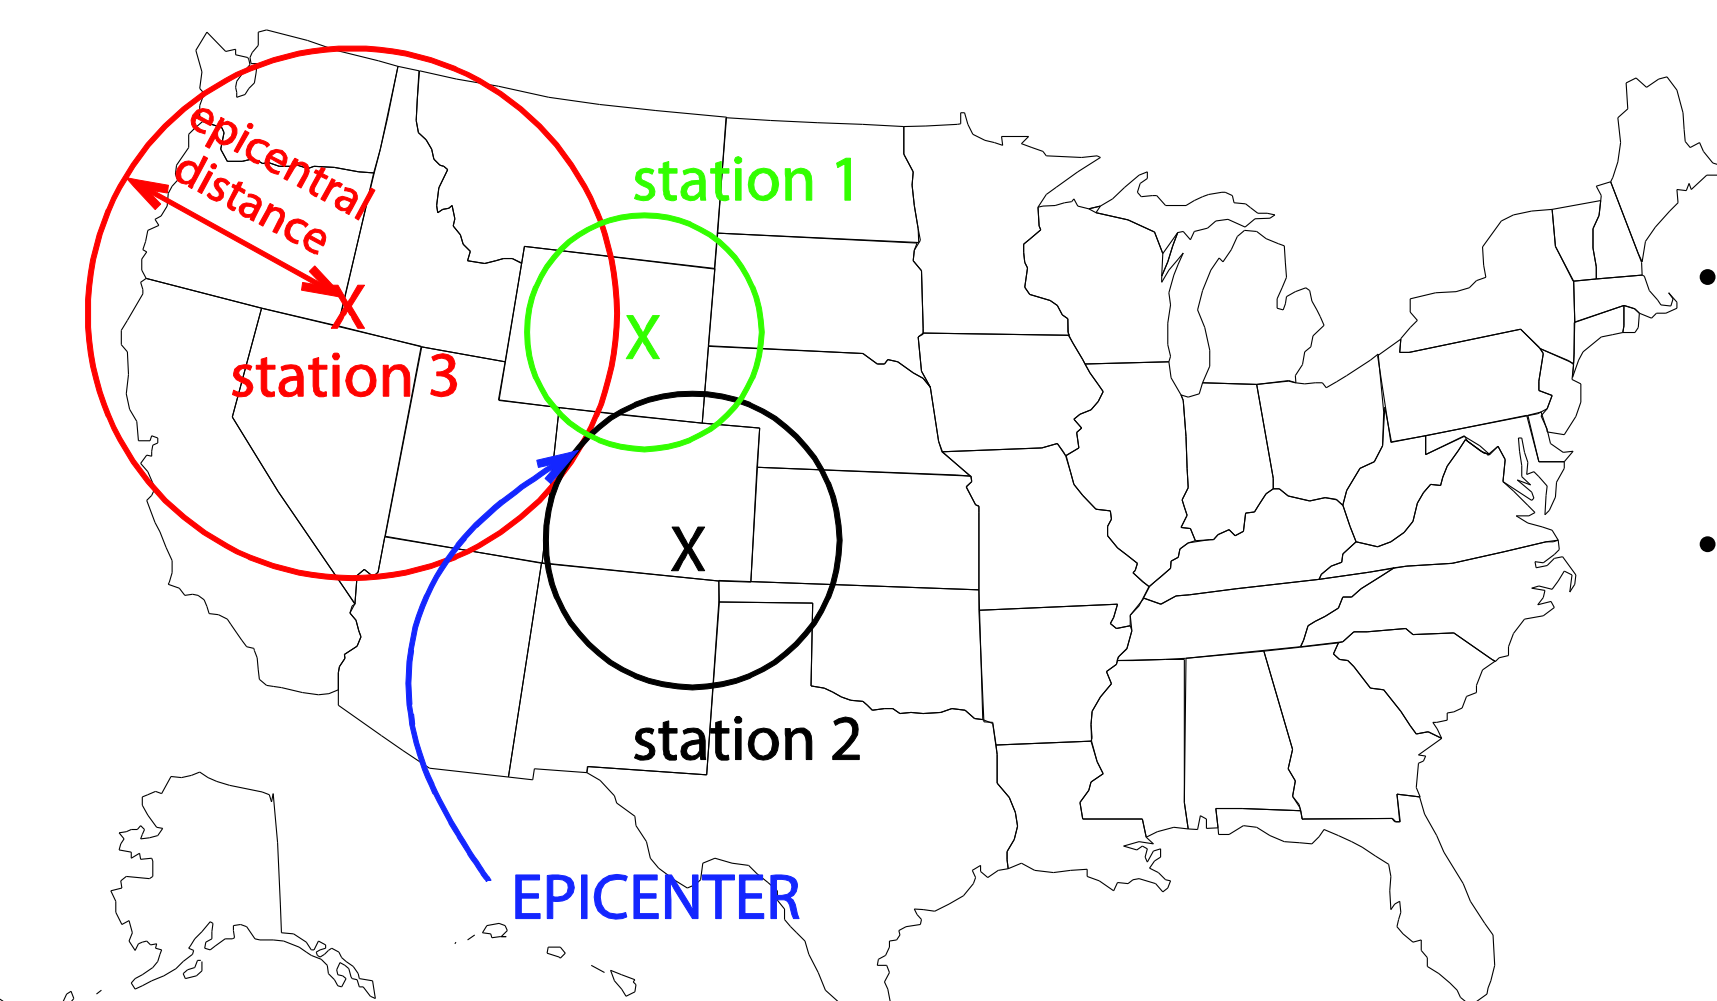 epicentral
distance
station 1
X
X
station 3
X
station 2
EPICENTER
•
•